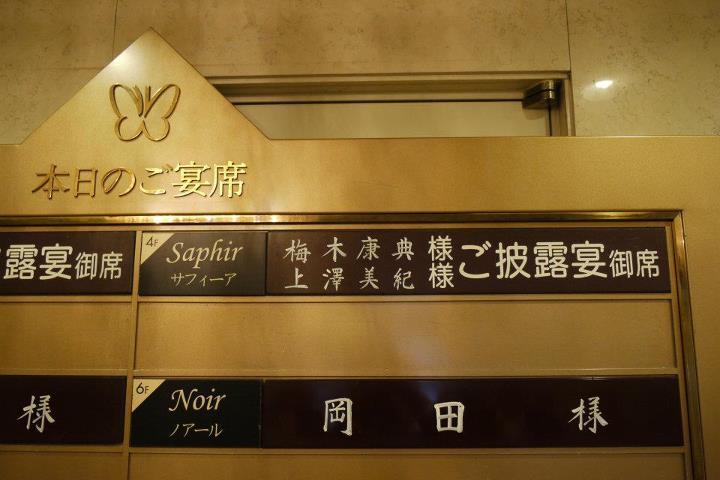 本日のご宴席
露宴御席
4F Saphir
サフィーア
梅木康典様
上澤美紀様
ご披露宴御席
様
6F Noir
ノアール
岡田様